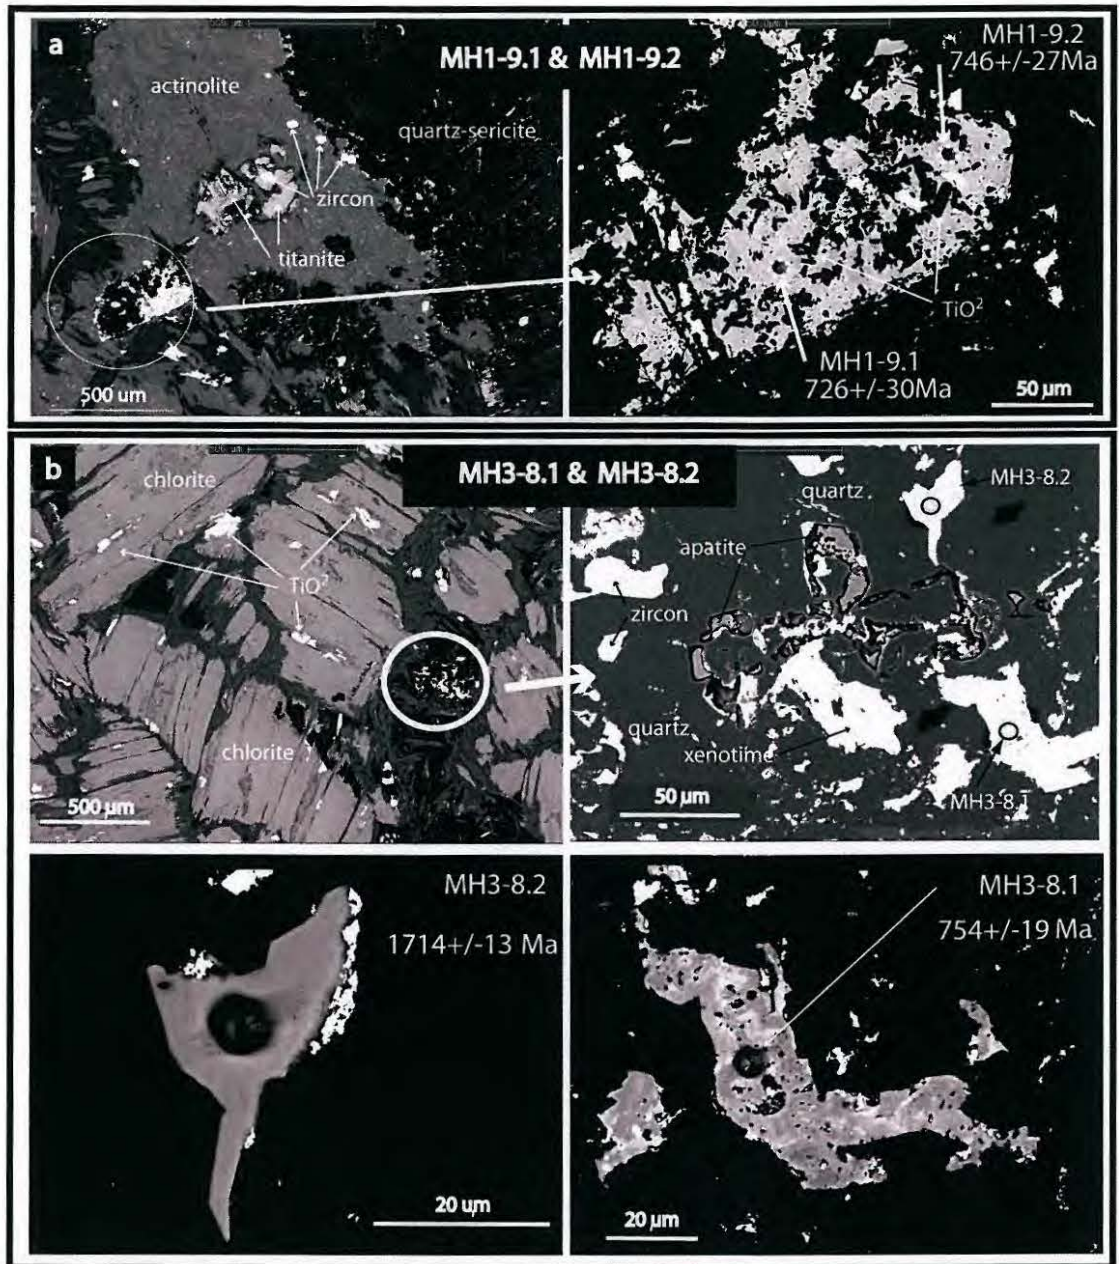 a
MH1-9.1 & MH1-9.2
actinolite
quartz-sericite
zircon
titanite
500 um
MH1-9.2
746+/-27Ma
TiO²
MH1-9.1
726+/-30Ma
50 µm
b
MH3-8.1 & MH3-8.2
chlorite
TiO²
chlorite
500 µm
quartz
MH3-8.2
apatite
zircon
quartz
xenotime
50 µm
MH3-8.1
MH3-8.2
1714+/-13 Ma
20 um
MH3-8.1
754+/-19 Ma
20 µm